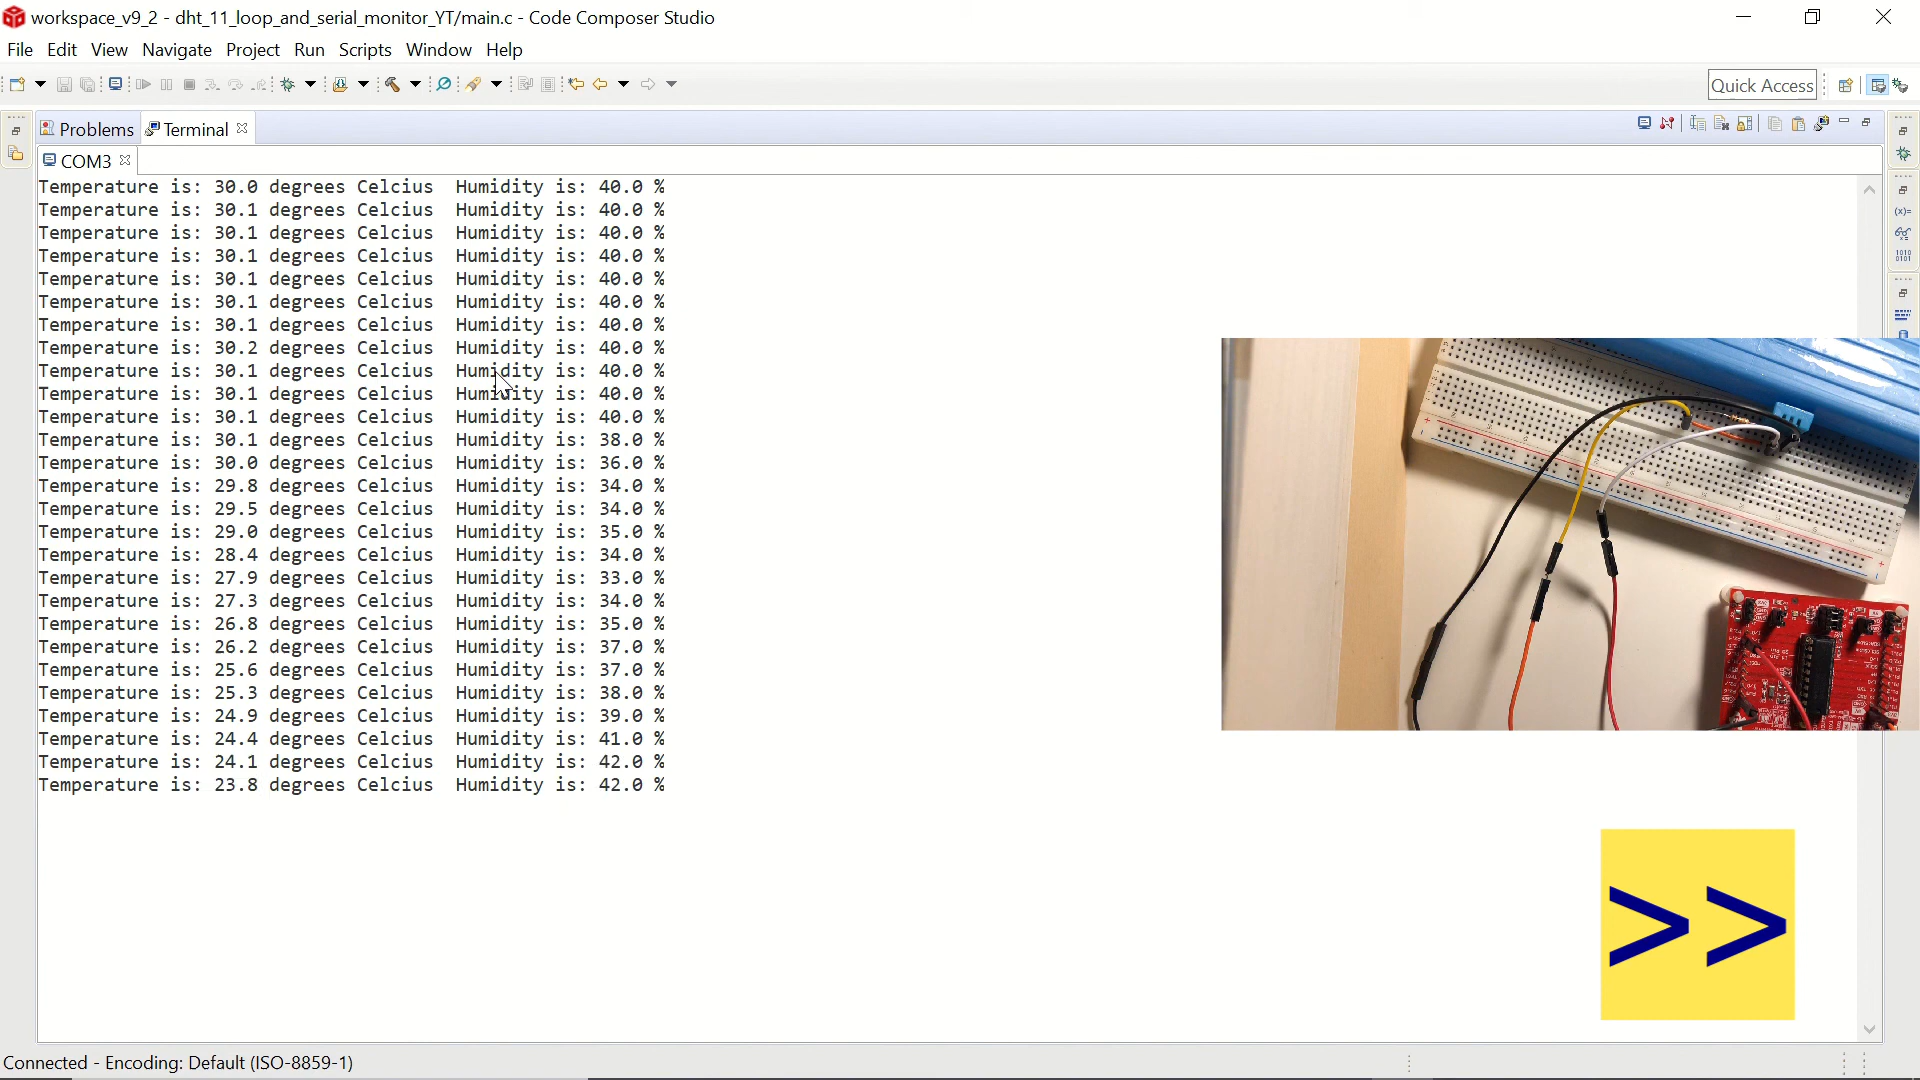 workspace_v9_2 - dht_11_loop_and_serial_monitor_YT/main.c - Code Composer Studio
File Edit View Navigate Project Run Scripts Window Help
Quick Access
Problems Terminal
COM3
Temperature is: 30.0 degrees Celcius  Humidity is: 40.0 %
Temperature is: 30.1 degrees Celcius  Humidity is: 40.0 %
Temperature is: 30.1 degrees Celcius  Humidity is: 40.0 %
Temperature is: 30.1 degrees Celcius  Humidity is: 40.0 %
Temperature is: 30.1 degrees Celcius  Humidity is: 40.0 %
Temperature is: 30.1 degrees Celcius  Humidity is: 40.0 %
Temperature is: 30.1 degrees Celcius  Humidity is: 40.0 %
Temperature is: 30.2 degrees Celcius  Humidity is: 40.0 %
Temperature is: 30.1 degrees Celcius  Humidity is: 40.0 %
Temperature is: 30.1 degrees Celcius  Humidity is: 40.0 %
Temperature is: 30.1 degrees Celcius  Humidity is: 40.0 %
Temperature is: 30.1 degrees Celcius  Humidity is: 38.0 %
Temperature is: 30.0 degrees Celcius  Humidity is: 36.0 %
Temperature is: 29.8 degrees Celcius  Humidity is: 34.0 %
Temperature is: 29.5 degrees Celcius  Humidity is: 34.0 %
Temperature is: 29.0 degrees Celcius  Humidity is: 35.0 %
Temperature is: 28.4 degrees Celcius  Humidity is: 34.0 %
Temperature is: 27.9 degrees Celcius  Humidity is: 33.0 %
Temperature is: 27.3 degrees Celcius  Humidity is: 34.0 %
Temperature is: 26.8 degrees Celcius  Humidity is: 35.0 %
Temperature is: 26.2 degrees Celcius  Humidity is: 37.0 %
Temperature is: 25.6 degrees Celcius  Humidity is: 37.0 %
Temperature is: 25.3 degrees Celcius  Humidity is: 38.0 %
Temperature is: 24.9 degrees Celcius  Humidity is: 39.0 %
Temperature is: 24.4 degrees Celcius  Humidity is: 41.0 %
Temperature is: 24.1 degrees Celcius  Humidity is: 42.0 %
Temperature is: 23.8 degrees Celcius  Humidity is: 42.0 %
>>
Connected - Encoding: Default (ISO-8859-1)